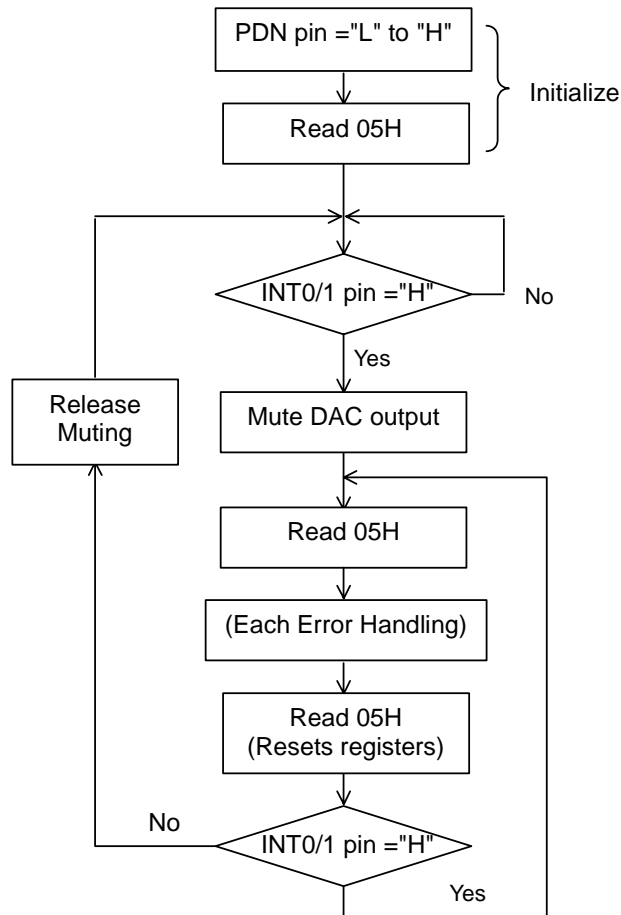 PDN pin ="L" to "H"
Initialize
Read 05H
INT0/1 pin ="H"
No
Yes
Release
Muting
Mute DAC output
Read 05H
(Each Error Handling)
Read 05H
(Resets registers)
No
INT0/1 pin ="H"
Yes